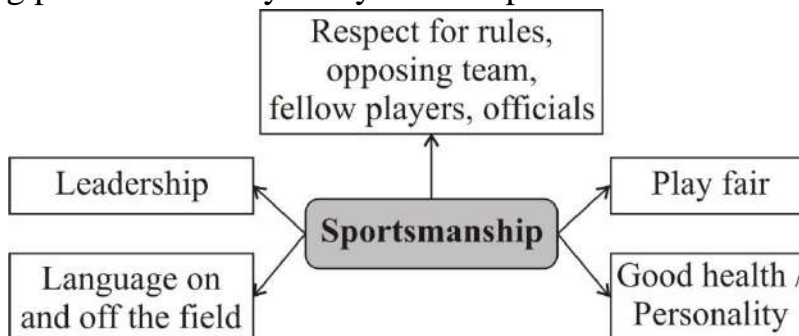 Respect for rules,
opposing team,
fellow players, officials
Leadership
Sportsmanship
Play fair
Language on
and off the field
Good health /
Personality